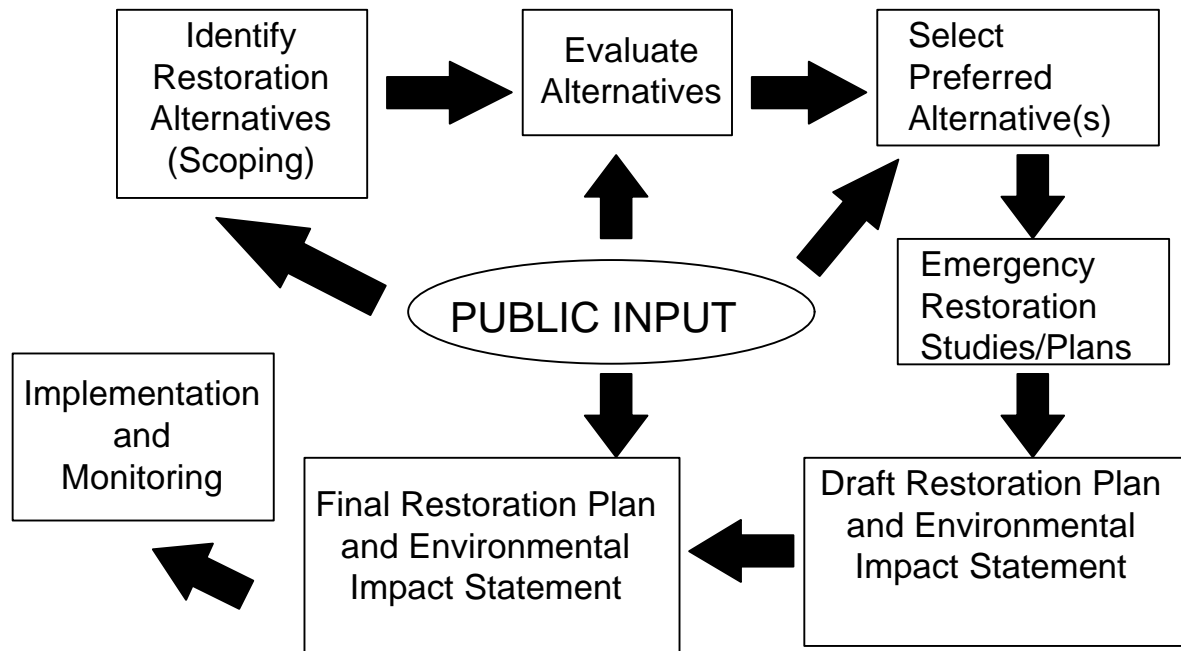 Identify
Restoration
Alternatives
(Scoping)
Evaluate
Alternatives
Select
Preferred
Alternative(s)
PUBLIC INPUT
Emergency
Restoration
Studies/Plans
Draft Restoration Plan
and Environmental
Impact Statement
Final Restoration Plan
and Environmental
Impact Statement
Implementation
and
Monitoring